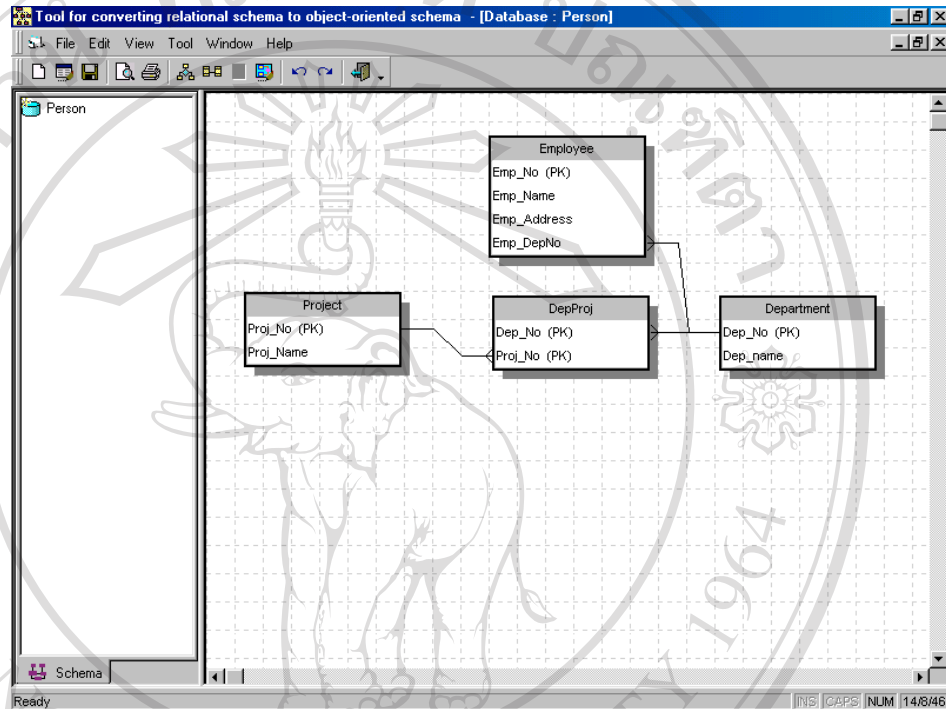 Tool for converting relational schema to object-oriented schema - [Database : Person]
File Edit View Tool Window Help
Person
Employee
Emp_No (PK)
Emp_Name
Emp_Address
Emp_DepNo
Project
Proj_No (PK)
Proj_Name
DepProj
Dep_No (PK)
Proj_No (PK)
Department
Dep_No (PK)
Dep_name
Schema
Ready
INS CAPS NUM 14/8/46
1964